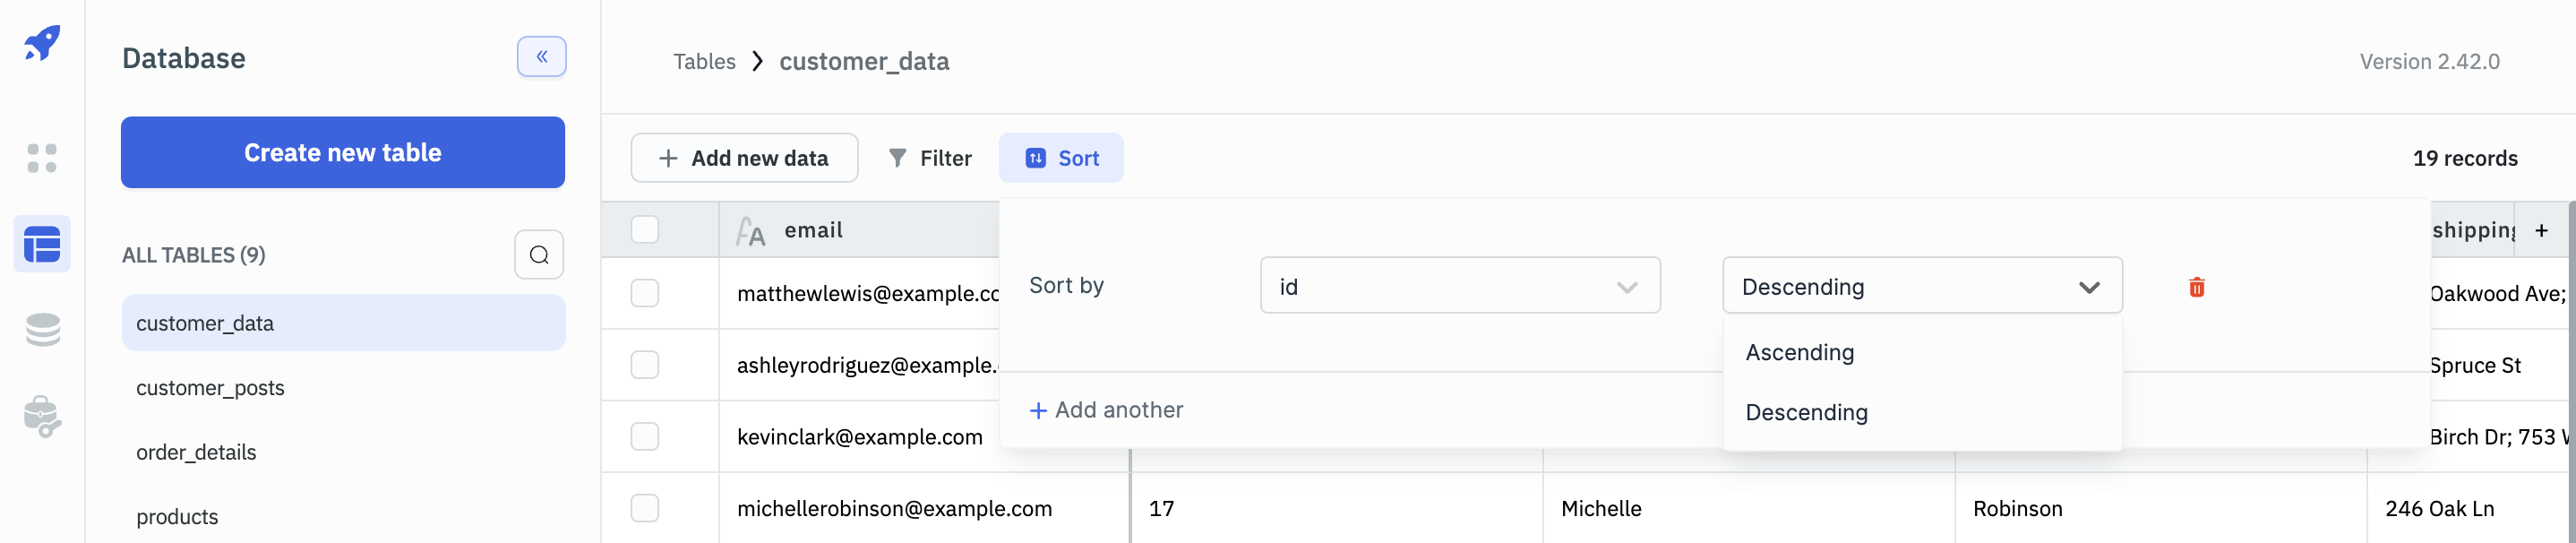 Database
«
Create new table
ALL TABLES (9)
customer_data
customer_posts
order_details
products
Tables > customer_data
Version 2.42.0
+ Add new data
Filter
Sort
19 records
email
shipping
+
Sort by
id
Descending
Ascending
Descending
+ Add another
matthewlewis@example.co
Oakwood Ave;
ashleyrodriguez@example.
Spruce St
kevinclark@example.com
Birch Dr; 753 W
michellerobinson@example.com
17
Michelle
Robinson
246 Oak Ln